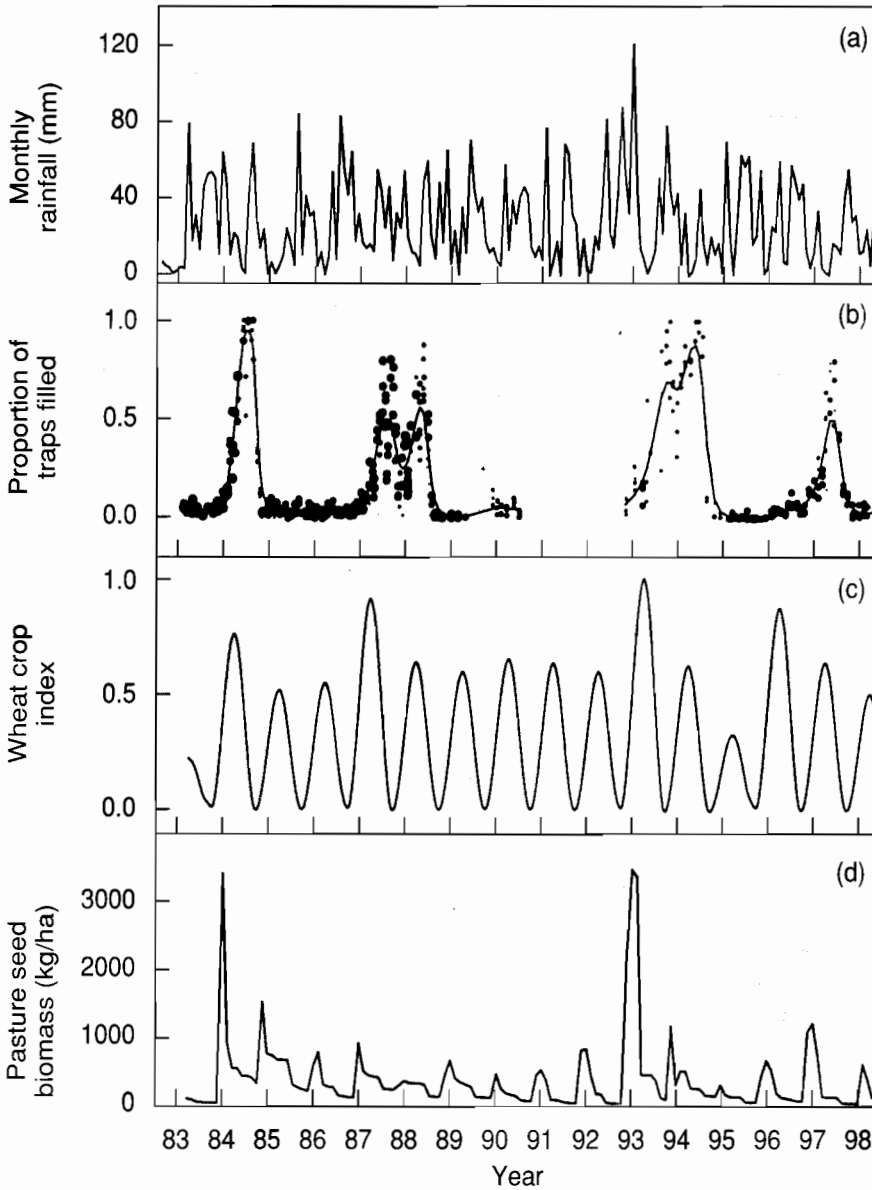 (a)
Monthly
rainfall (mm)
120
80
40
0
(b)
Proportion of
traps filled
1.0
0.5
0.0
(c)
Wheat crop
index
1.0
0.5
0.0
(d)
Pasture seed
biomass (kg/ha)
3000
2000
1000
0
83 84 85 86 87 88 89 90 91 92 93 94 95 96 97 98
Year